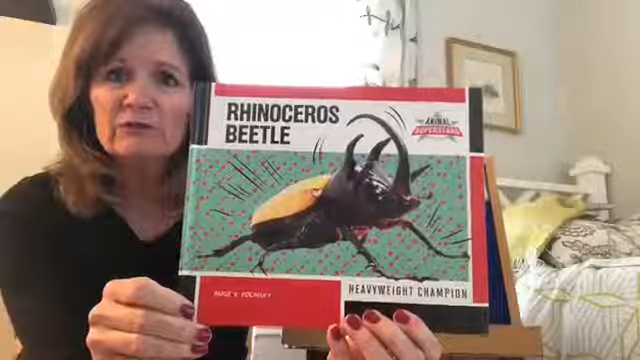 RHINOCEROS
BEETLE
ANIMAL
SUPERSTARS
HEAVYWEIGHT CHAMPION